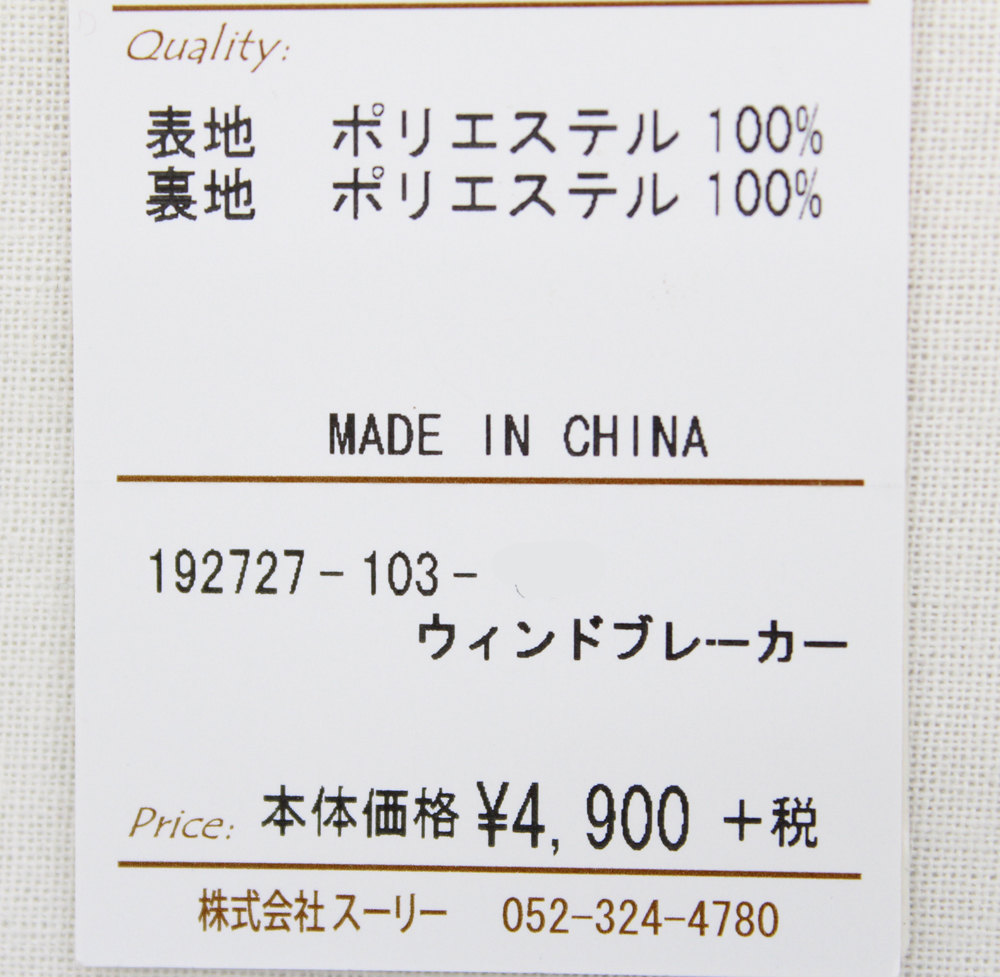 Quality:
表地 ポリエステル 100%
裏地 ポリエステル 100%
MADE IN CHINA
192727-103-
ウィンドブレーカー
Price: 本体価格 ¥4,900 +税
株式会社スーリー 052-324-4780